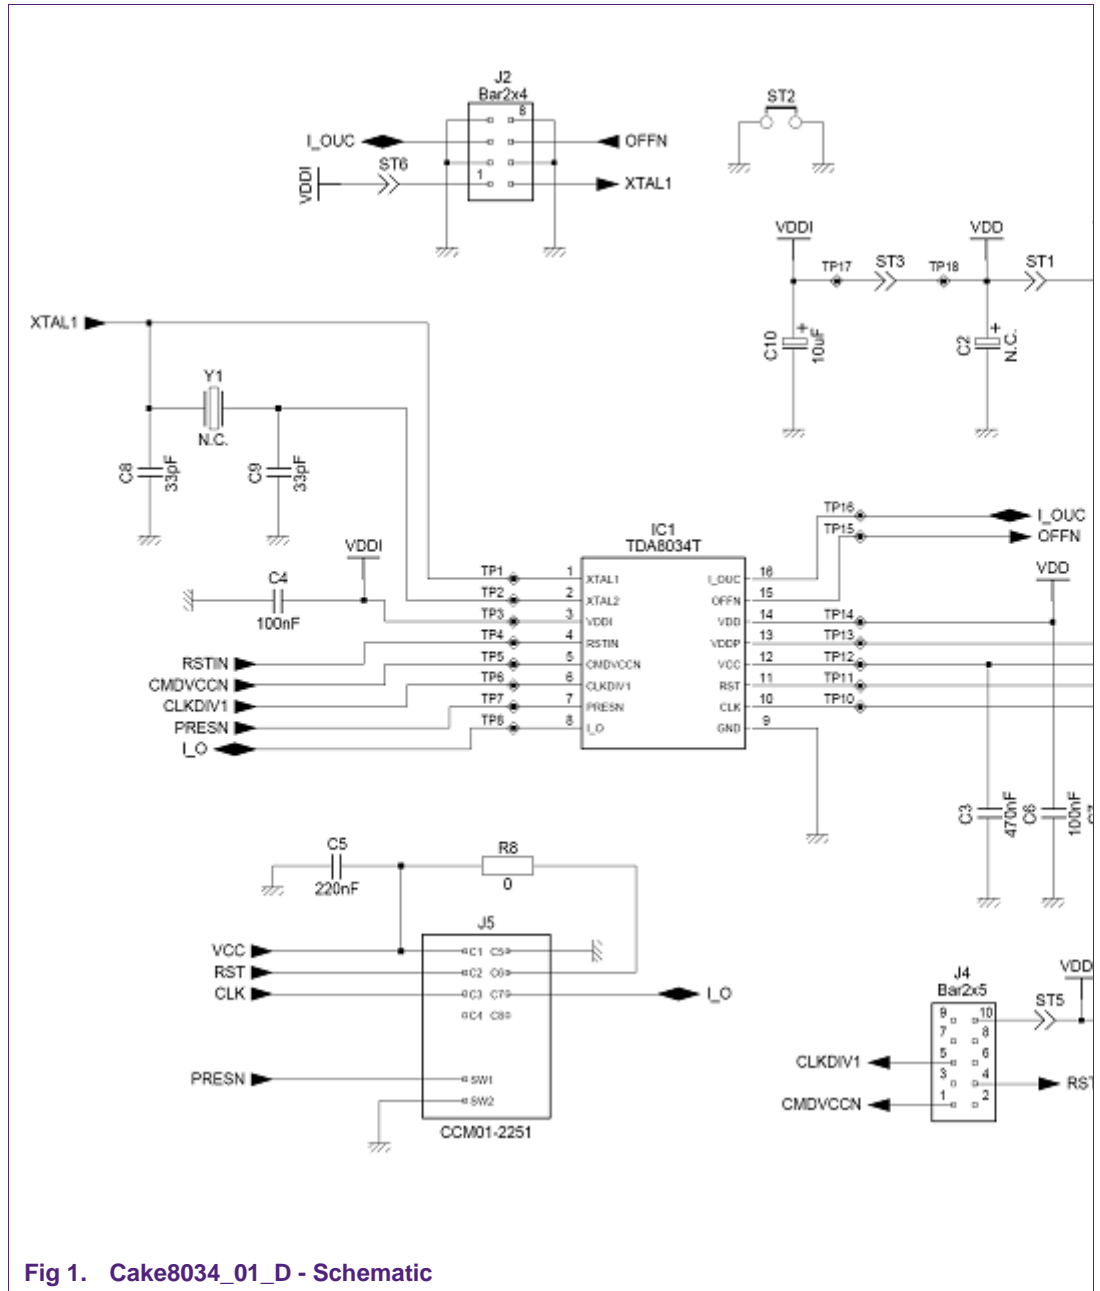 J2
Bar2x4
8
I_OUC
OFFN
ST6
VDDI
1
XTAL1
ST2
VDDI
VDD
TP17
ST3
TP18
ST1
C10
+
10uF
C2
+
N.C.
XTAL1
Y1
N.C.
C8
33pF
C9
33pF
VDDI
C4
100nF
IC1
TDA8034T
TP16
I_OUC
TP15
OFFN
VDD
TP1 1 XTAL1 I_OUC 16
TP2 2 XTAL2 OFFN 15
TP3 3 VDDI VDD 14 TP14
TP4 4 RSTIN VDDP 13 TP13
TP5 5 CMDVCCN VCC 12 TP12
TP6 6 CLKDIV1 RST 11 TP11
TP7 7 PRESN CLK 10 TP10
TP8 8 I_O GND 9
RSTIN
CMDVCCN
CLKDIV1
PRESN
I_O
C3
470nF
C6
100nF
C5
220nF
R8
0
J5
VCC
C1 C5
RST
C2 C6
CLK
C3 C7
I_O
C4 C8
PRESN
SW1
SW2
CCM01-2251
J4
Bar2x5
VDD
ST5
9 10
7 8
5 6
3 4
1 2
CLKDIV1
RST
CMDVCCN
Fig 1. Cake8034_01_D - Schematic